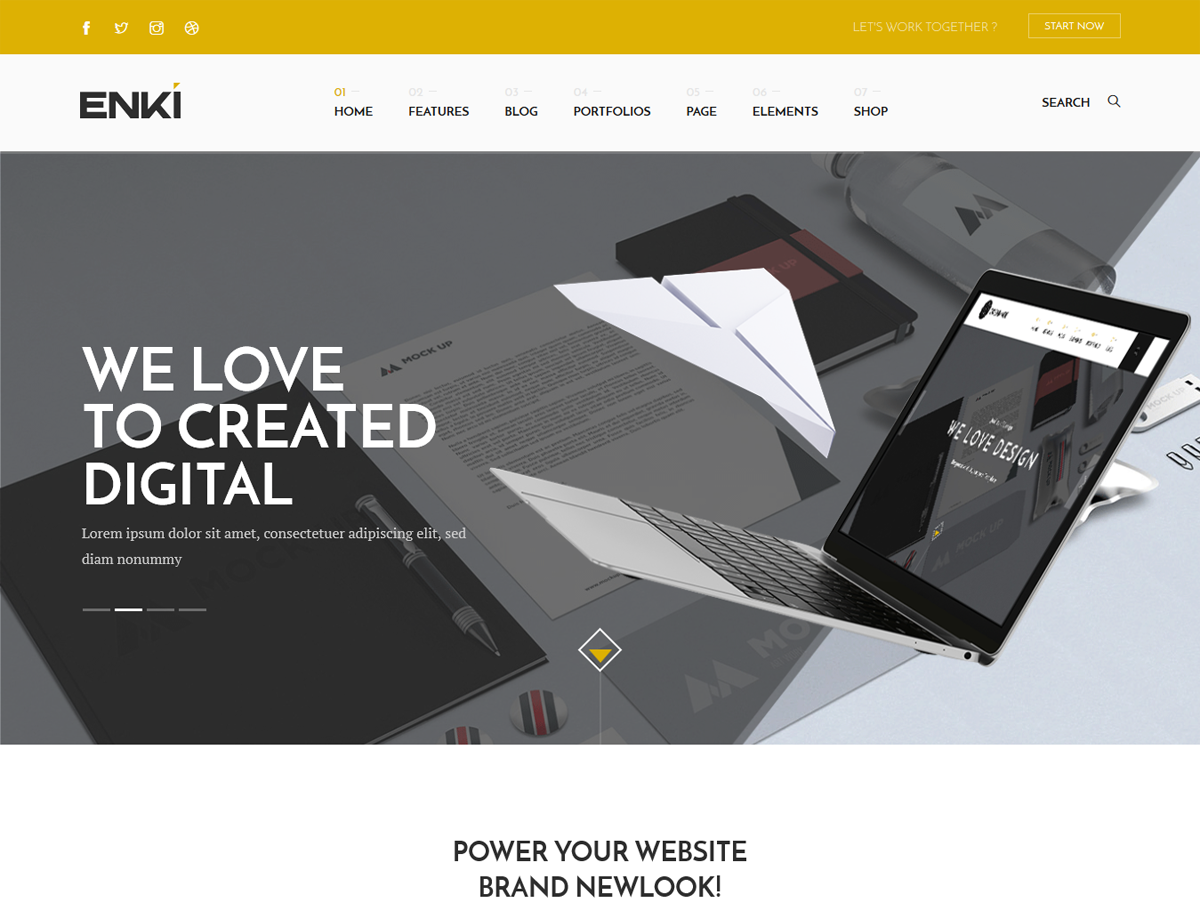 LET'S WORK TOGETHER ?
START NOW
ENKI
01
HOME
02
FEATURES
03
BLOG
04
PORTFOLIOS
05
PAGE
06
ELEMENTS
07
SHOP
SEARCH
MOCK UP
WE LOVE
TO CREATED
DIGITAL
Lorem ipsum dolor sit amet, consectetuer adipiscing elit, sed
diam nonummy
WE LOVE DESIGN
MOCK UP
POWER YOUR WEBSITE
BRAND NEWLOOK!